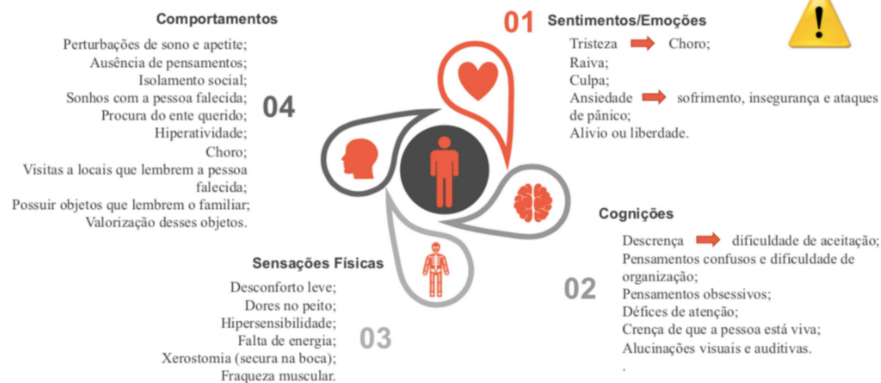 01 Sentimentos/Emoções
Tristeza Choro;
Raiva;
Culpa;
Ansiedade sofrimento, insegurança e ataques
de pânico;
Alivio ou liberdade.
Cognições
02
Descrença dificuldade de aceitação;
Pensamentos confusos e dificuldade de
organização;
Pensamentos obsessivos;
Défices de atenção;
Crença de que a pessoa está viva;
Alucinações visuais e auditivas.
.
Sensações Físicas
03
Desconforto leve;
Dores no peito;
Hipersensibilidade;
Falta de energia;
Xerostomia (secura na boca);
Fraqueza muscular.
Comportamentos
04
Perturbações de sono e apetite;
Ausência de pensamentos;
Isolamento social;
Sonhos com a pessoa falecida;
Procura do ente querido;
Hiperatividade;
Choro;
Visitas a locais que lembrem a pessoa
falecida;
Possuir objetos que lembrem o familiar;
Valorização desses objetos.
!